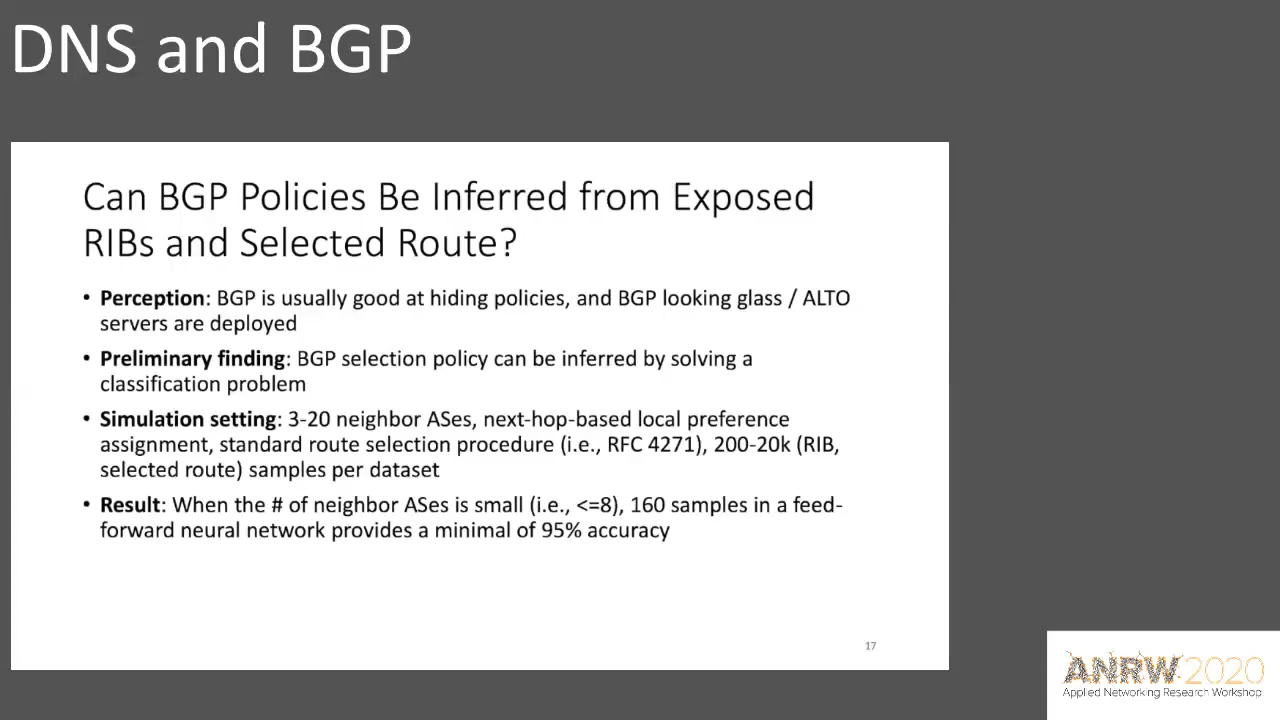 DNS and BGP
Can BGP Policies Be Inferred from Exposed
RIBs and Selected Route?
• Perception: BGP is usually good at hiding policies, and BGP looking glass / ALTO
servers are deployed
• Preliminary finding: BGP selection policy can be inferred by solving a
classification problem
• Simulation setting: 3-20 neighbor ASes, next-hop-based local preference
assignment, standard route selection procedure (i.e., RFC 4271), 200-20k (RIB,
selected route) samples per dataset
• Result: When the # of neighbor ASes is small (i.e., <=8), 160 samples in a feed-
forward neural network provides a minimal of 95% accuracy
17
ANRW2020
Applied Networking Research Workshop